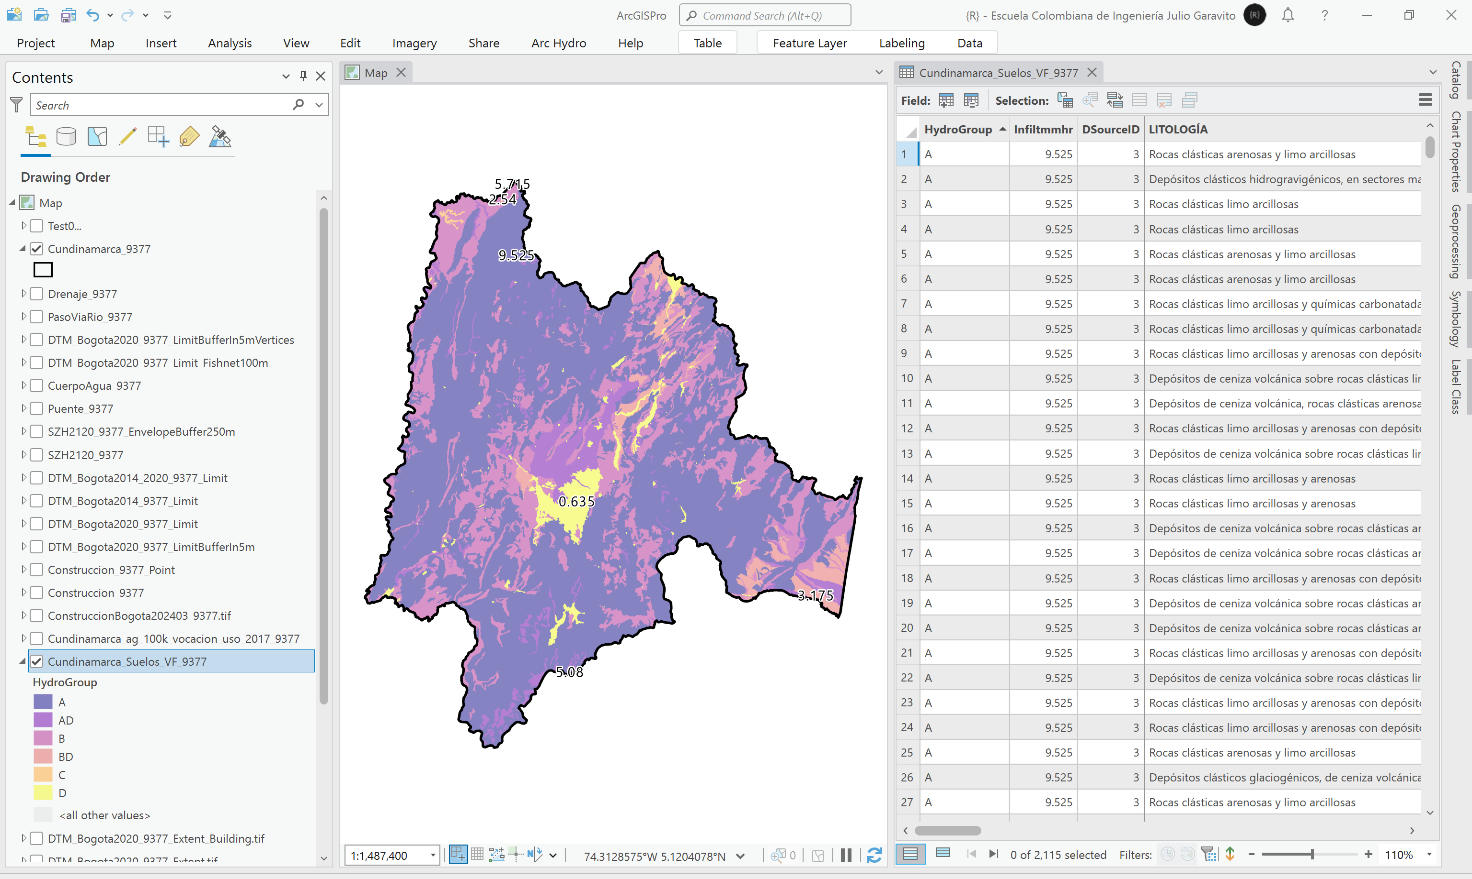 ArcGISPro
Command Search (Alt+Q)
(R) - Escuela Colombiana de Ingeniería Julio Garavito
(R)
?
Project
Map
Insert
Analysis
View
Edit
Imagery
Share
Arc Hydro
Help
Table
Feature Layer
Labeling
Data
Contents
Search
Drawing Order
Map
Test0...
Cundinamarca_9377
Drenaje_9377
PasoViaRio_9377
DTM_Bogota2020_9377_LimitBufferIn5mVertices
DTM_Bogota2020_9377_Limit_Fishnet100m
CuerpoAgua_9377
Puente_9377
SZH2120_9377_EnvelopeBuffer250m
SZH2120_9377
DTM_Bogota2014_2020_9377_Limit
DTM_Bogota2014_9377_Limit
DTM_Bogota2020_9377_Limit
DTM_Bogota2020_9377_LimitBufferIn5m
Construccion_9377_Point
Construccion_9377
ConstruccionBogota202403_9377.tif
Cundinamarca_ag_100k_vocacion_uso_2017_9377
Cundinamarca_Suelos_VF_9377
HydroGroup
A
AD
B
BD
C
D
<all other values>
DTM_Bogota2020_9377_Extent_Building.tif
DTM_Bogota2020_9377_Extent.tif
Map
5.715
2.54
9.525
0.635
3.175
5.08
1:1,487,400
74.3128575°W 5.1204078°N
0
Cundinamarca_Suelos_VF_9377
Field:
Selection:
HydroGroup Infiltmmhr DSourceID LITOLOGÍA
1 A 9.525 3 Rocas clásticas arenosas y limo arcillosas
2 A 9.525 3 Depósitos clásticos hidrogravigénicos, en sectores ma
3 A 9.525 3 Rocas clásticas limo arcillosas
4 A 9.525 3 Rocas clásticas limo arcillosas
5 A 9.525 3 Rocas clásticas arenosas y limo arcillosas
6 A 9.525 3 Rocas clásticas arenosas y limo arcillosas
7 A 9.525 3 Rocas clásticas limo arcillosas y químicas carbonatada
8 A 9.525 3 Rocas clásticas limo arcillosas y químicas carbonatada
9 A 9.525 3 Rocas clásticas limo arcillosas y arenosas con depósit
10 A 9.525 3 Depósitos de ceniza volcánica sobre rocas clásticas lir
11 A 9.525 3 Depósitos de ceniza volcánica, rocas clásticas arenosa
12 A 9.525 3 Rocas clásticas limo arcillosas y arenosas con depósit
13 A 9.525 3 Depósitos de ceniza volcánica sobre rocas clásticas lir
14 A 9.525 3 Rocas clásticas limo arcillosas y arenosas
15 A 9.525 3 Rocas clásticas limo arcillosas y arenosas
16 A 9.525 3 Depósitos de ceniza volcánica sobre rocas clásticas ar
17 A 9.525 3 Depósitos de ceniza volcánica sobre rocas clásticas ar
18 A 9.525 3 Rocas clásticas limo arcillosas y arenosas con depósit
19 A 9.525 3 Depósitos de ceniza volcánica sobre rocas clásticas ar
20 A 9.525 3 Depósitos de ceniza volcánica sobre rocas clásticas ar
21 A 9.525 3 Rocas clásticas limo arcillosas y arenosas con depósit
22 A 9.525 3 Depósitos de ceniza volcánica sobre rocas clásticas lir
23 A 9.525 3 Rocas clásticas limo arcillosas y arenosas con depósit
24 A 9.525 3 Rocas clásticas limo arcillosas y arenosas con depósit
25 A 9.525 3 Rocas clásticas arenosas y limo arcillosas
26 A 9.525 3 Depósitos clásticos glaciogénicos, de ceniza volcánica
27 A 9.525 3 Rocas clásticas arenosas y limo arcillosas
0 of 2,115 selected
Filters:
110%
Catalog
Chart Properties
Geoprocessing
Symbology
Label Class